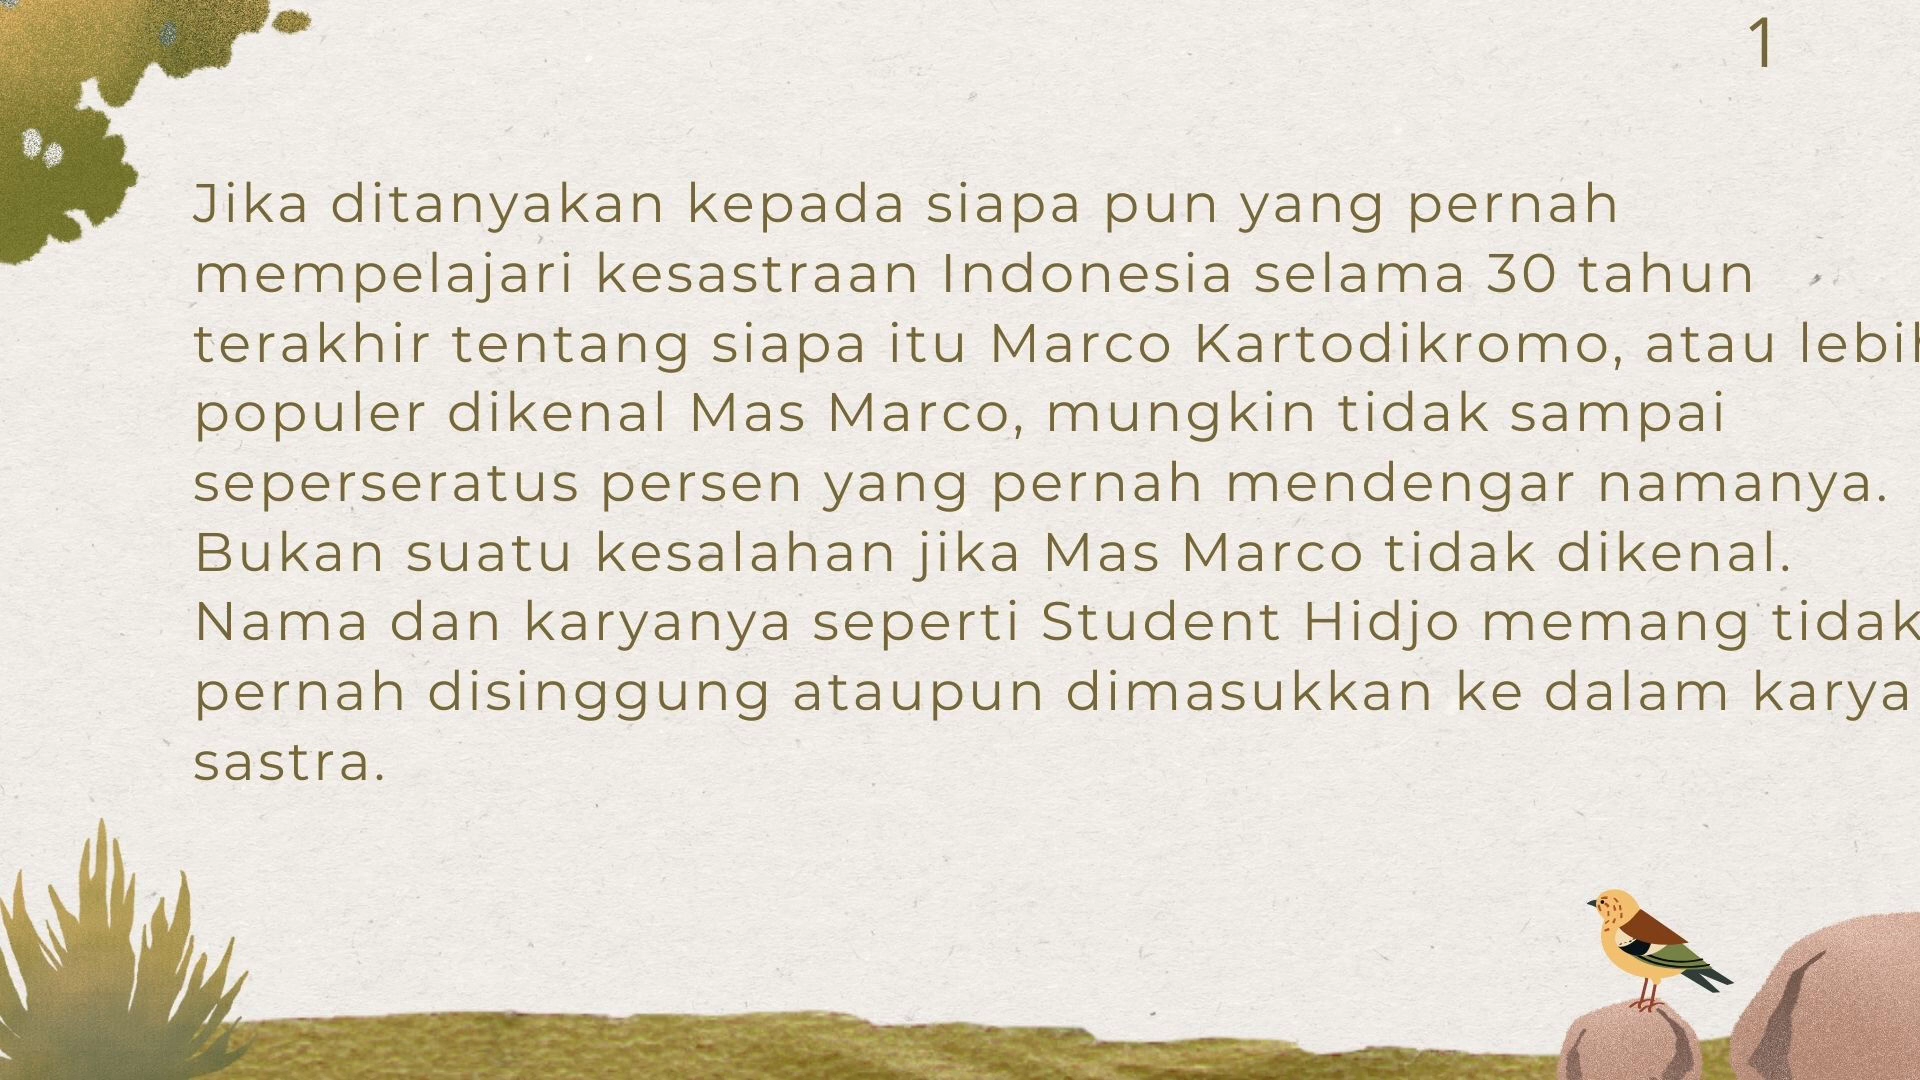 1
Jika ditanyakan kepada siapa pun yang pernah
mempelajari kesastraan Indonesia selama 30 tahun
terakhir tentang siapa itu Marco Kartodikromo, atau lebih
populer dikenal Mas Marco, mungkin tidak sampai
seperseratus persen yang pernah mendengar namanya.
Bukan suatu kesalahan jika Mas Marco tidak dikenal.
Nama dan karyanya seperti Student Hidjo memang tidak
pernah disinggung ataupun dimasukkan ke dalam karya
sastra.